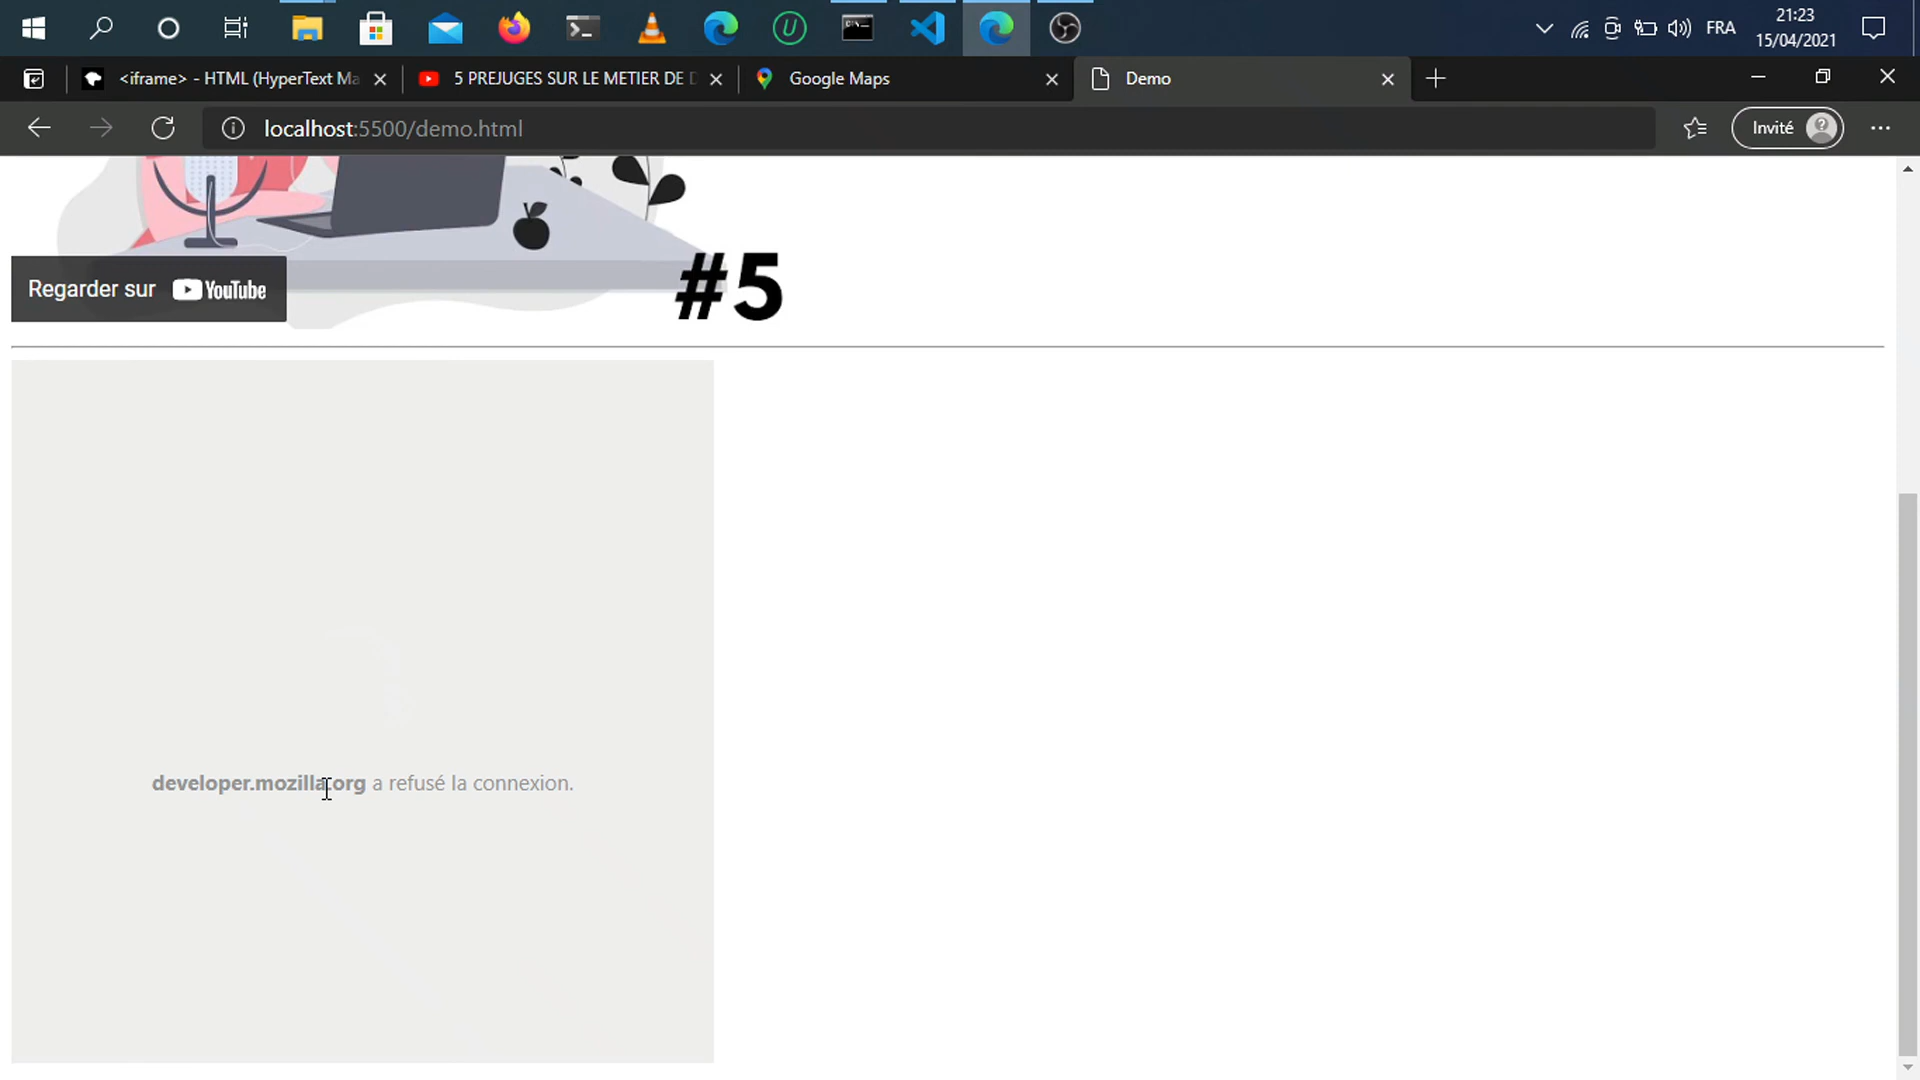 FRA
21:23
15/04/2021
<iframe> - HTML (HyperText Ma
5 PREJUGES SUR LE METIER DE D
Google Maps
Demo
localhost:5500/demo.html
Invité
Regarder sur YouTube
#5
developer.mozilla.org a refusé la connexion.